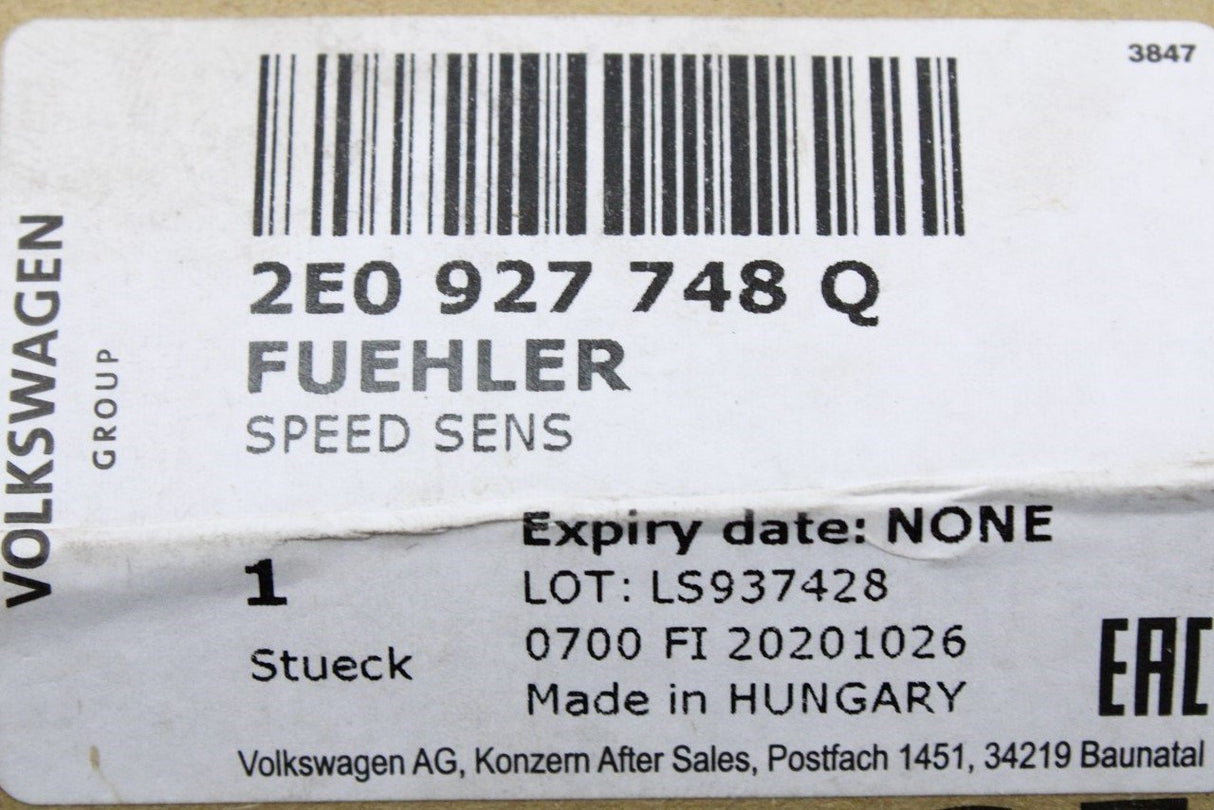 3847
VOLKSWAGEN
GROUP
2E0 927 748 Q
FUEHLER
SPEED SENS
Expiry date: NONE
1
LOT: LS937428
0700 FI 20201026
Stueck
Made in HUNGARY
EAC
Volkswagen AG, Konzern After Sales, Postfach 1451, 34219 Baunatal